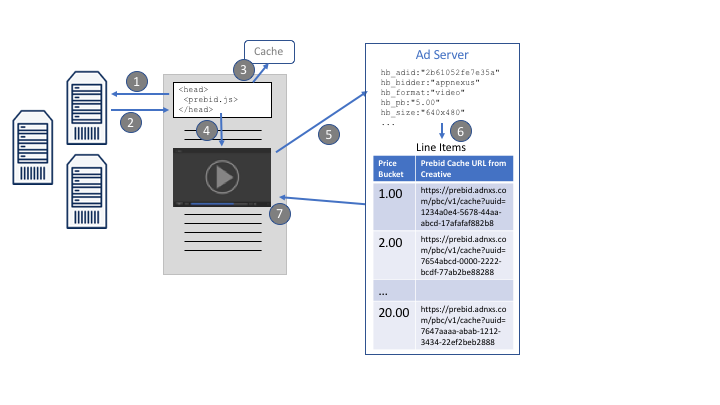 Cache
3
1
2
<head>
<prebid.js>
</head>
4
5
7
Ad Server
hb_adid:"2b61052fe7e35a"
hb_bidder:"appnexus"
hb_format:"video"
hb_pb:"5.00"
hb_size:"640x480"
...
6
Line Items
Price Bucket
Prebid Cache URL from
Creative
1.00
https://prebid.adnxs.co
m/pbc/v1/cache?uuid=
1234a0e4-5678-44aa-
abcd-17afafaf882b8
2.00
https://prebid.adnxs.co
m/pbc/v1/cache?uuid=
7654abcd-0000-2222-
bcdf-77ab2be88288
...
20.00
https://prebid.adnxs.co
m/pbc/v1/cache?uuid=
7647aaaa-abab-1212-
3434-22ef2beb2888